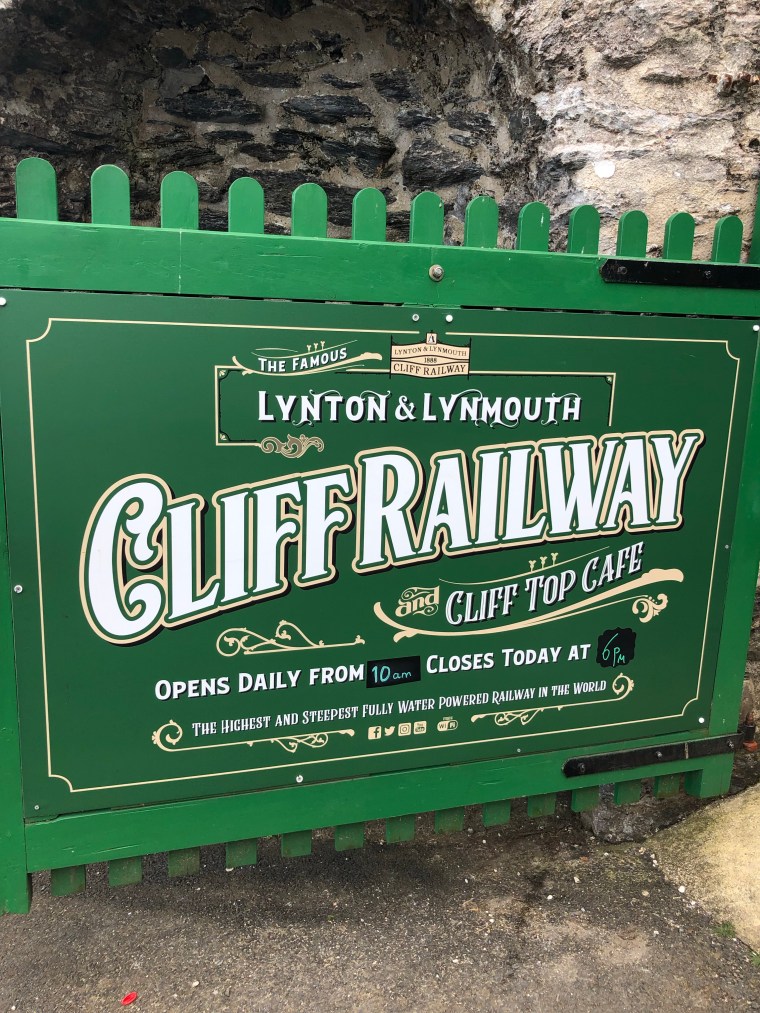 THE FAMOUS
LYNTON & LYNMOUTH
1888
CLIFF RAILWAY
LYNTON & LYNMOUTH
CLIFF RAILWAY
and CLIFF TOP CAFE
OPENS DAILY FROM 10am CLOSES TODAY AT 6PM
THE HIGHEST AND STEEPEST FULLY WATER POWERED RAILWAY IN THE WORLD